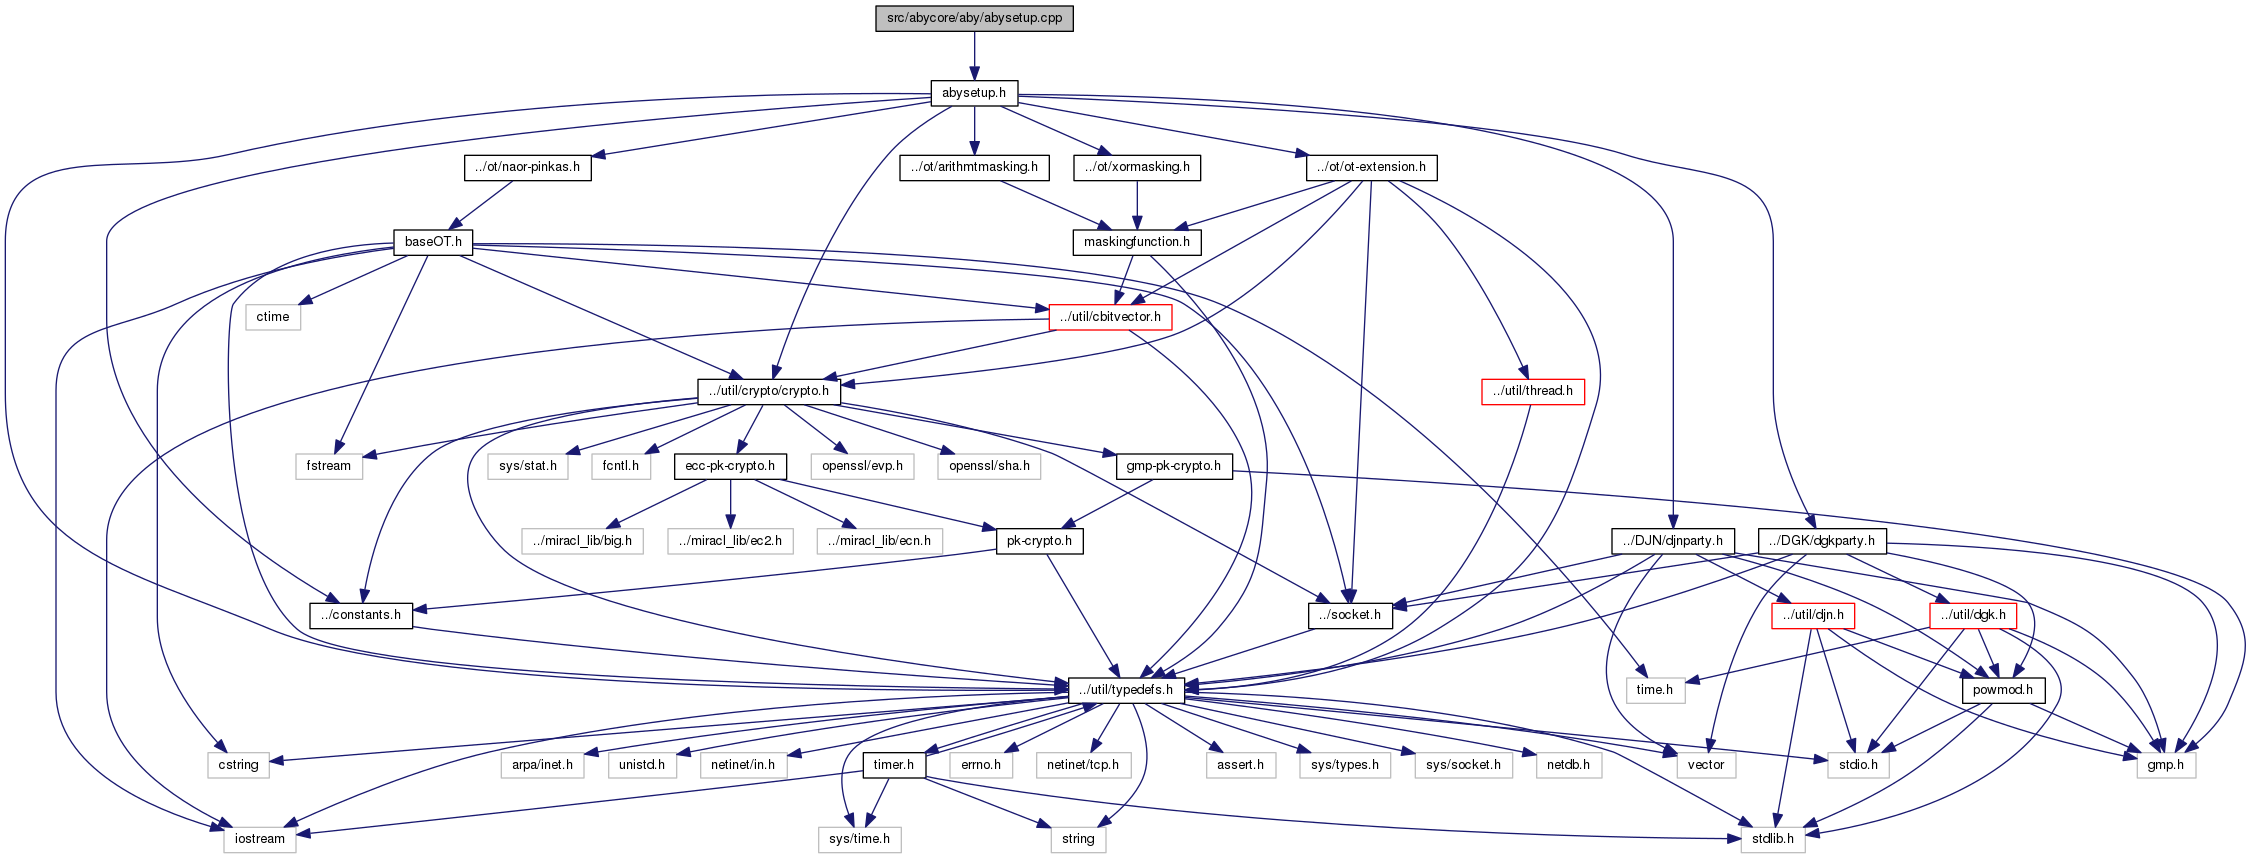 src/abycore/aby/abysetup.cpp
abysetup.h
../ot/naor-pinkas.h
../ot/arithmtmasking.h
../ot/xormasking.h
../ot/ot-extension.h
baseOT.h
maskingfunction.h
ctime
../util/cbitvector.h
../util/crypto/crypto.h
../util/thread.h
fstream
sys/stat.h
fcntl.h
ecc-pk-crypto.h
openssl/evp.h
openssl/sha.h
gmp-pk-crypto.h
../miracl_lib/big.h
../miracl_lib/ec2.h
../miracl_lib/ecn.h
pk-crypto.h
../DJN/djnparty.h
../DGK/dgkparty.h
../constants.h
../socket.h
../util/djn.h
../util/dgk.h
../util/typedefs.h
time.h
powmod.h
cstring
arpa/inet.h
unistd.h
netinet/in.h
timer.h
errno.h
netinet/tcp.h
assert.h
sys/types.h
sys/socket.h
netdb.h
vector
stdio.h
gmp.h
iostream
sys/time.h
string
stdlib.h